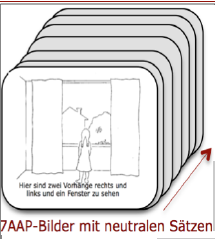 Hier sind zwei Vorhänge rechts und
links und ein Fenster zu sehen
7AAP-Bilder mit neutralen Sätzen